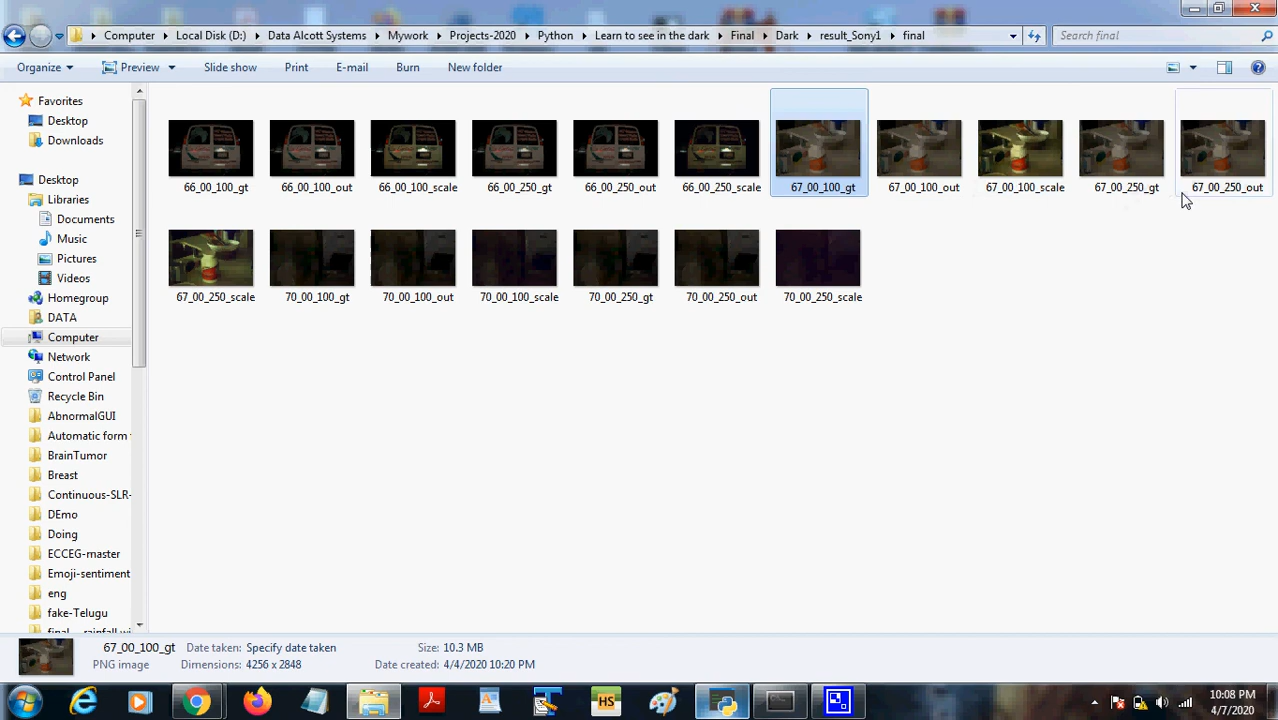 Computer Local Disk (D:) Data Alcott Systems Mywork Projects-2020 Python Learn to see in the dark Final Dark result_Sony1 final Search final
Organize Preview Slide show Print E-mail Burn New folder
Favorites
Desktop
Downloads
Desktop
Libraries
Documents
Music
Pictures
Videos
Homegroup
DATA
Computer
Network
Control Panel
Recycle Bin
AbnormalGUI
Automatic form
BrainTumor
Breast
Continuous-SLR-
DEmo
Doing
ECCEG-master
Emoji-sentiment
eng
fake-Telugu
66_00_100_gt 66_00_100_out 66_00_100_scale 66_00_250_gt 66_00_250_out 66_00_250_scale 67_00_100_gt 67_00_100_out 67_00_100_scale 67_00_250_gt 67_00_250_out
67_00_250_scale 70_00_100_gt 70_00_100_out 70_00_100_scale 70_00_250_gt 70_00_250_out 70_00_250_scale
67_00_100_gt Date taken: Specify date taken Size: 10.3 MB
PNG image Dimensions: 4256 x 2848 Date created: 4/4/2020 10:20 PM
HS
10:08 PM
4/7/2020